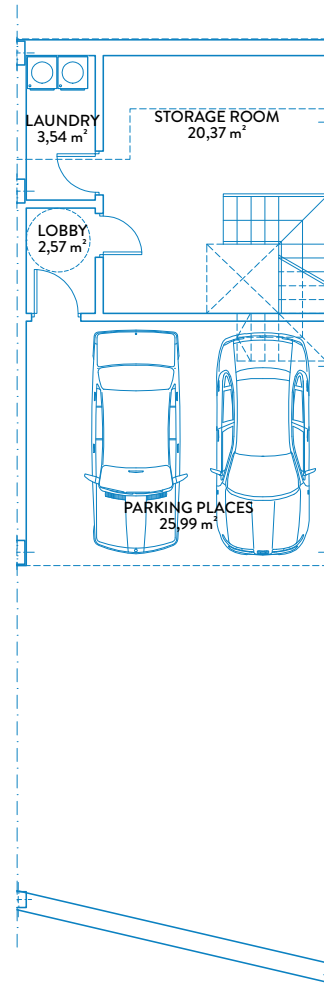 LAUNDRY
3,54 m²
STORAGE ROOM
20,37 m²
LOBBY
2,57 m²
PARKING PLACES
25,99 m²